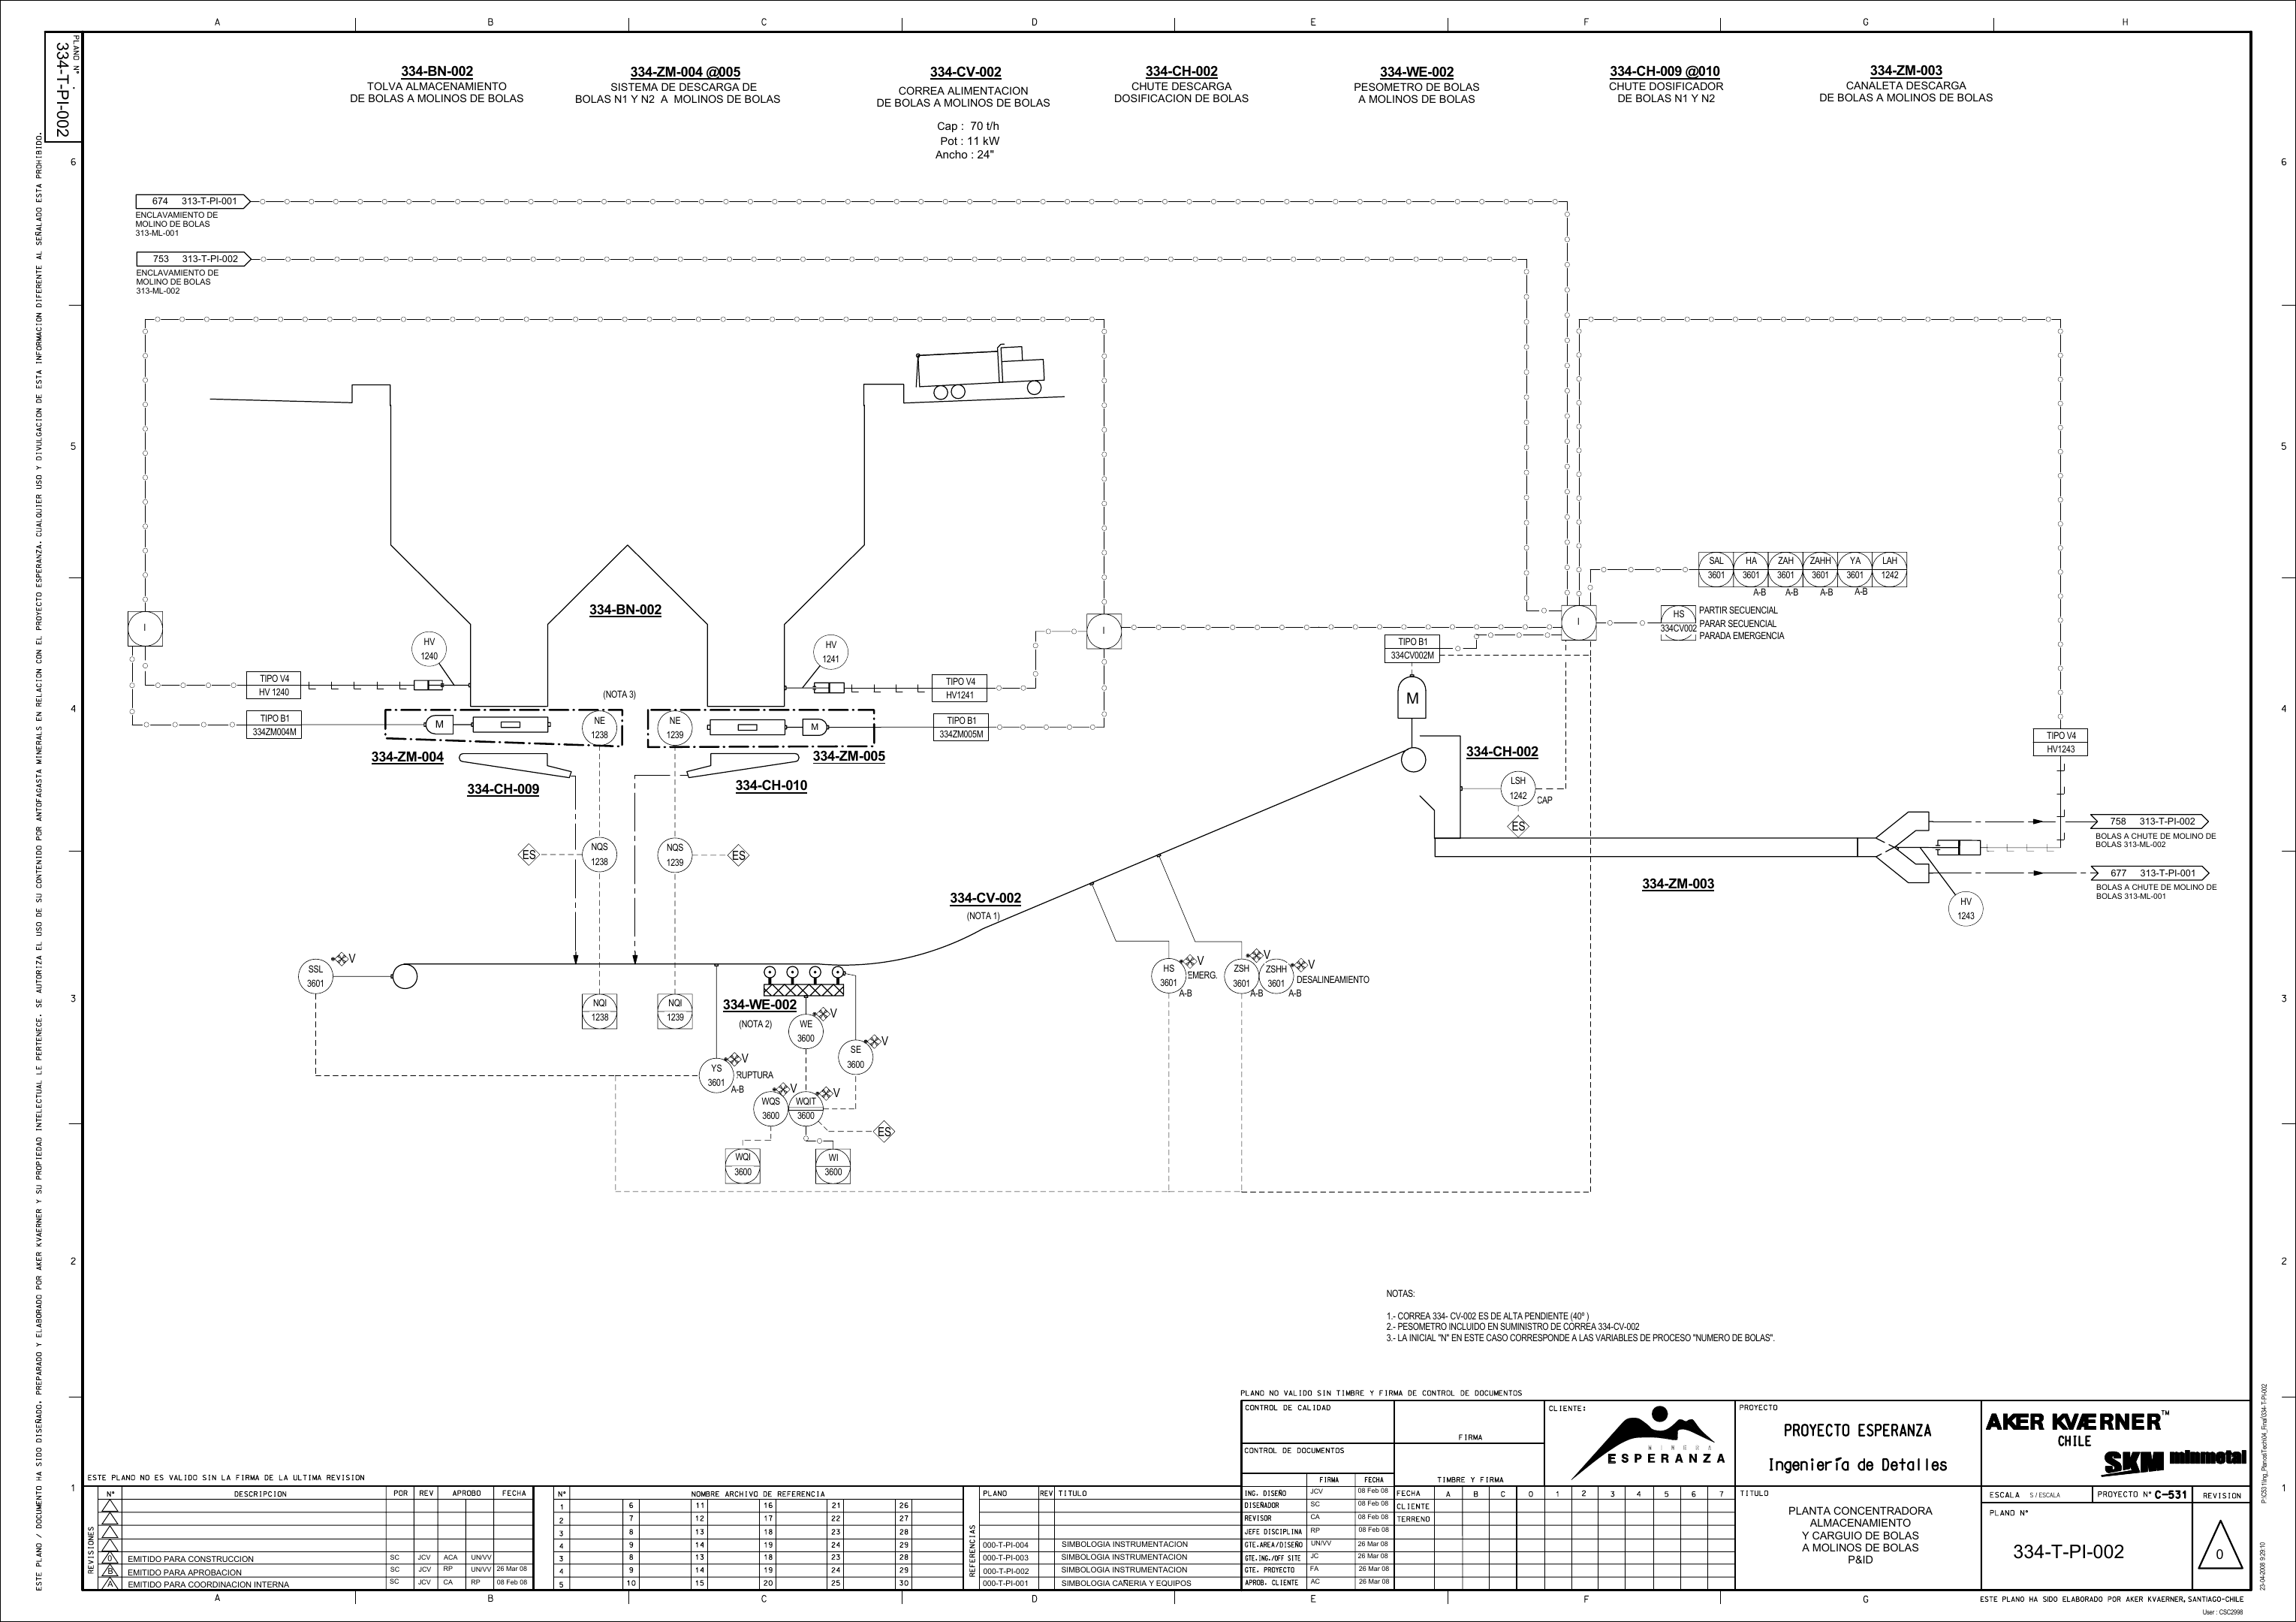 A B C D E F G H
PLANO N°
334-T-PI-002
334-BN-002
TOLVA ALMACENAMIENTO
DE BOLAS A MOLINOS DE BOLAS
334-ZM-004 @005
SISTEMA DE DESCARGA DE
BOLAS N1 Y N2 A MOLINOS DE BOLAS
334-CV-002
CORREA ALIMENTACION
DE BOLAS A MOLINOS DE BOLAS
Cap : 70 t/h
Pot : 11 kW
Ancho : 24"
334-CH-002
CHUTE DESCARGA
DOSIFICACION DE BOLAS
334-WE-002
PESOMETRO DE BOLAS
A MOLINOS DE BOLAS
334-CH-009 @010
CHUTE DOSIFICADOR
DE BOLAS N1 Y N2
334-ZM-003
CANALETA DESCARGA
DE BOLAS A MOLINOS DE BOLAS
6 6
5 5
4 4
3 3
2 2
1 1
674 313-T-PI-001
ENCLAVAMIENTO DE
MOLINO DE BOLAS
313-ML-001
753 313-T-PI-002
ENCLAVAMIENTO DE
MOLINO DE BOLAS
313-ML-002
SAL HA ZAH ZAHH YA LAH
3601 3601 3601 3601 3601 1242
A-B A-B A-B A-B
HS
334CV002
PARTIR SECUENCIAL
PARAR SECUENCIAL
PARADA EMERGENCIA
334-BN-002
I
I
I
HV
1240
HV
1241
TIPO B1
334CV002M
TIPO V4
HV 1240
(NOTA 3)
TIPO V4
HV1241
M
TIPO B1
334ZM004M
M
NE
1238
NE
1239
M
TIPO B1
334ZM005M
TIPO V4
HV1243
334-ZM-004
334-ZM-005
334-CH-002
334-CH-009
334-CH-010
LSH
1242
CAP
ES
758 313-T-PI-002
BOLAS A CHUTE DE MOLINO DE
BOLAS 313-ML-002
ES
NQS
1238
NQS
1239
ES
677 313-T-PI-001
BOLAS A CHUTE DE MOLINO DE
BOLAS 313-ML-001
334-ZM-003
HV
1243
334-CV-002
(NOTA 1)
SSL
3601
V
HS
3601
V
EMERG.
A-B
ZSH
3601
V
A-B
ZSHH
3601
V
DESALINEAMIENTO
A-B
NQI
1238
NQI
1239
334-WE-002
(NOTA 2)
WE
3600
V
SE
3600
V
YS
3601
V
RUPTURA
A-B
WQS
3600
V
WQIT
3600
V
ES
WQI
3600
WI
3600
NOTAS:
1.- CORREA 334- CV-002 ES DE ALTA PENDIENTE (40º )
2.- PESOMETRO INCLUIDO EN SUMINISTRO DE CORREA 334-CV-002
3.- LA INICIAL "N" EN ESTE CASO CORRESPONDE A LAS VARIABLES DE PROCESO "NUMERO DE BOLAS".
ESTE PLANO / DOCUMENTO HA SIDO DISEÑADO, PREPARADO Y ELABORADO POR AKER KVAERNER Y SU PROPIEDAD INTELECTUAL LE PERTENECE. SE AUTORIZA EL USO DE SU CONTENIDO POR ANTOFAGASTA MINERALS EN RELACION CON EL PROYECTO ESPERANZA. CUALQUIER USO Y DIVULGACION DE ESTA INFORMACION DIFERENTE AL SEÑALADO ESTA PROHIBIDO.
PLANO NO VALIDO SIN TIMBRE Y FIRMA DE CONTROL DE DOCUMENTOS
CONTROL DE CALIDAD
FIRMA
CONTROL DE DOCUMENTOS
TIMBRE Y FIRMA
CLIENTE:
MINERA
ESPERANZA
PROYECTO
PROYECTO ESPERANZA
Ingeniería de Detalles
AKER KVÆRNER™
CHILE
SKM minmetal
ESTE PLANO NO ES VALIDO SIN LA FIRMA DE LA ULTIMA REVISION
REVISIONES
N° DESCRIPCION POR REV APROBO FECHA
0 EMITIDO PARA CONSTRUCCION SC JCV ACA UN/VV
B EMITIDO PARA APROBACION SC JCV RP UN/VV 26 Mar 08
A EMITIDO PARA COORDINACION INTERNA SC JCV CA RP 08 Feb 08
N° NOMBRE ARCHIVO DE REFERENCIA
1 6 11 16 21 26
2 7 12 17 22 27
3 8 13 18 23 28
4 9 14 19 24 29
3 8 13 18 23 28
4 9 14 19 24 29
5 10 15 20 25 30
REFERENCIAS
PLANO REV TITULO
000-T-PI-004 SIMBOLOGIA INSTRUMENTACION
000-T-PI-003 SIMBOLOGIA INSTRUMENTACION
000-T-PI-002 SIMBOLOGIA INSTRUMENTACION
000-T-PI-001 SIMBOLOGIA CAÑERIA Y EQUIPOS
FIRMA FECHA
ING. DISEÑO JCV 08 Feb 08
DISEÑADOR SC 08 Feb 08
REVISOR CA 08 Feb 08
JEFE DISCIPLINA RP 08 Feb 08
GTE.AREA/DISEÑO UN/VV 26 Mar 08
GTE.ING./OFF SITE JC 26 Mar 08
GTE. PROYECTO FA 26 Mar 08
APROB. CLIENTE AC 26 Mar 08
FECHA A B C 0 1 2 3 4 5 6 7
CLIENTE
TERRENO
TITULO
PLANTA CONCENTRADORA
ALMACENAMIENTO
Y CARGUIO DE BOLAS
A MOLINOS DE BOLAS
P&ID
ESCALA S / ESCALA
PROYECTO N° C-531
REVISION
PLANO N°
334-T-PI-002
0
A B C D E F G
ESTE PLANO HA SIDO ELABORADO POR AKER KVAERNER, SANTIAGO-CHILE
23-04-2008 9:29:10
User : CSC2998